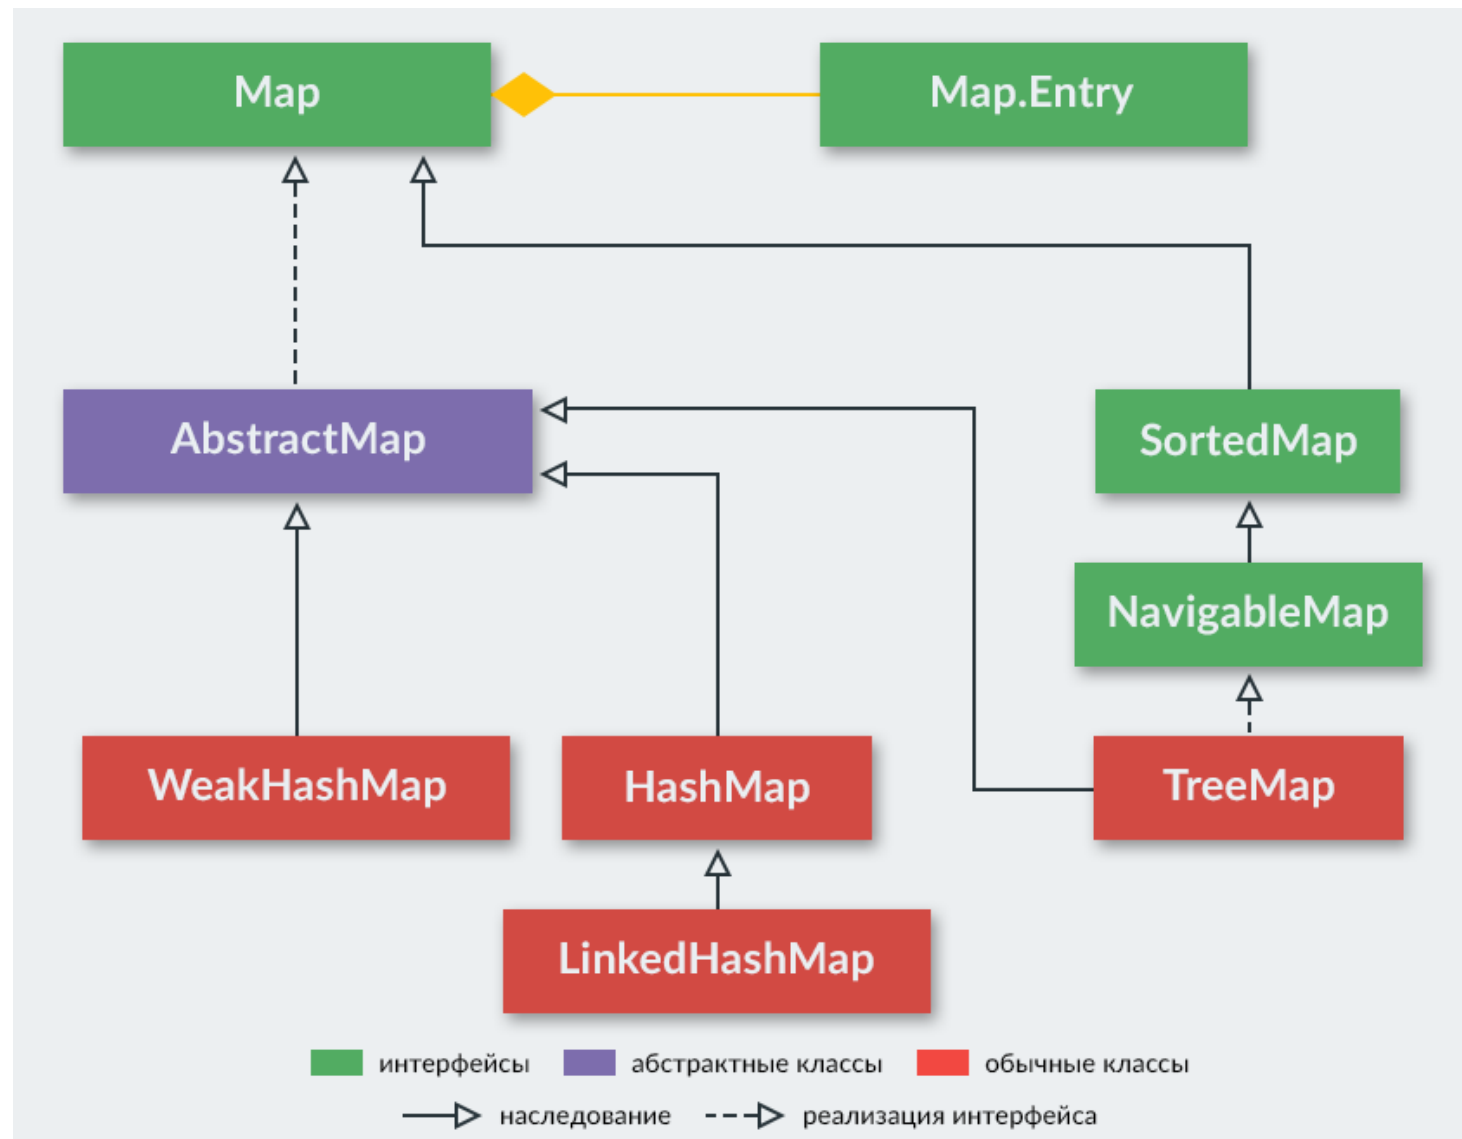 Map
Map.Entry
AbstractMap
SortedMap
NavigableMap
WeakHashMap
HashMap
TreeMap
LinkedHashMap
интерфейсы
абстрактные классы
обычные классы
наследование
реализация интерфейса